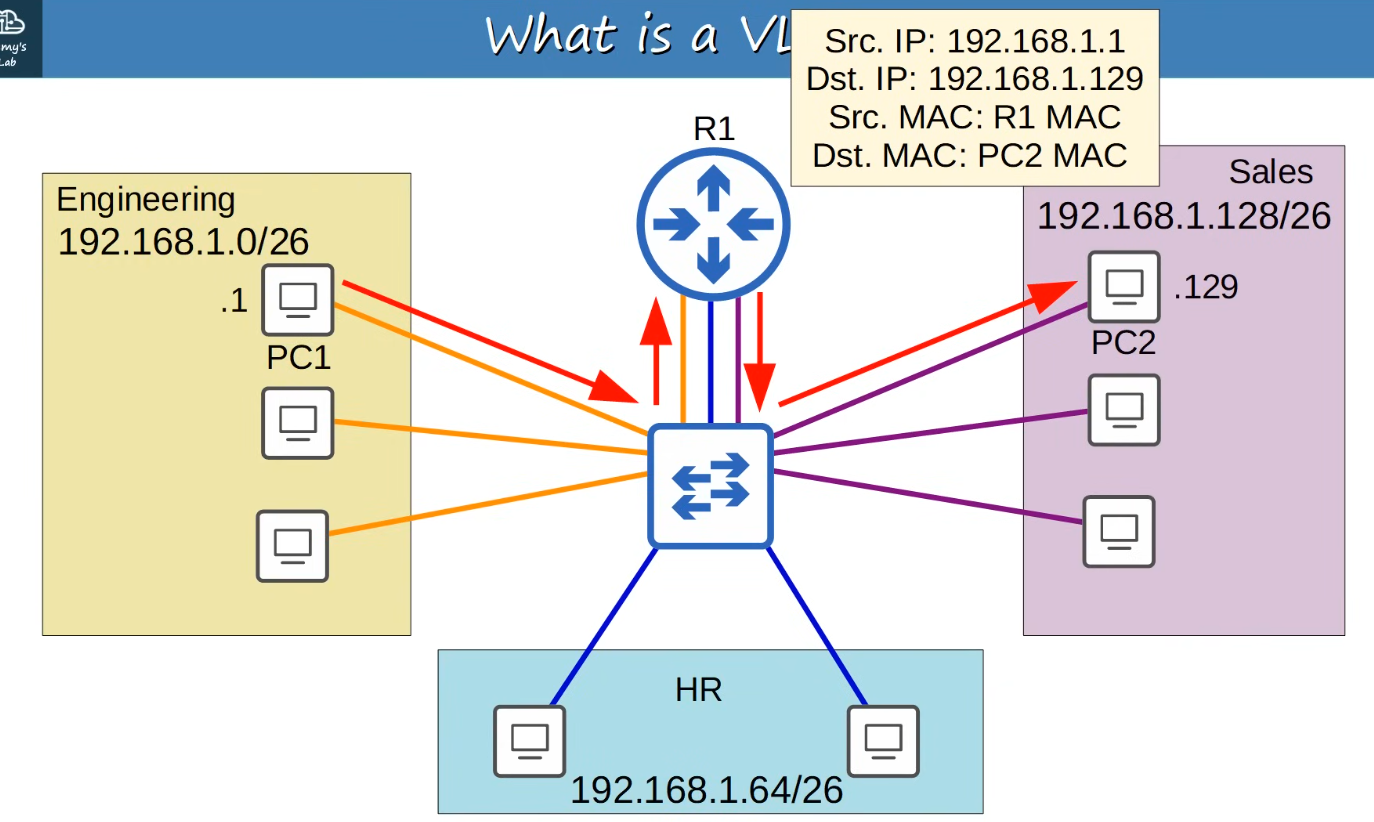 my's
Lab
What is a VL
Src. IP: 192.168.1.1
Dst. IP: 192.168.1.129
Src. MAC: R1 MAC
Dst. MAC: PC2 MAC
R1
Engineering
192.168.1.0/26
.1
PC1
Sales
192.168.1.128/26
.129
PC2
HR
192.168.1.64/26